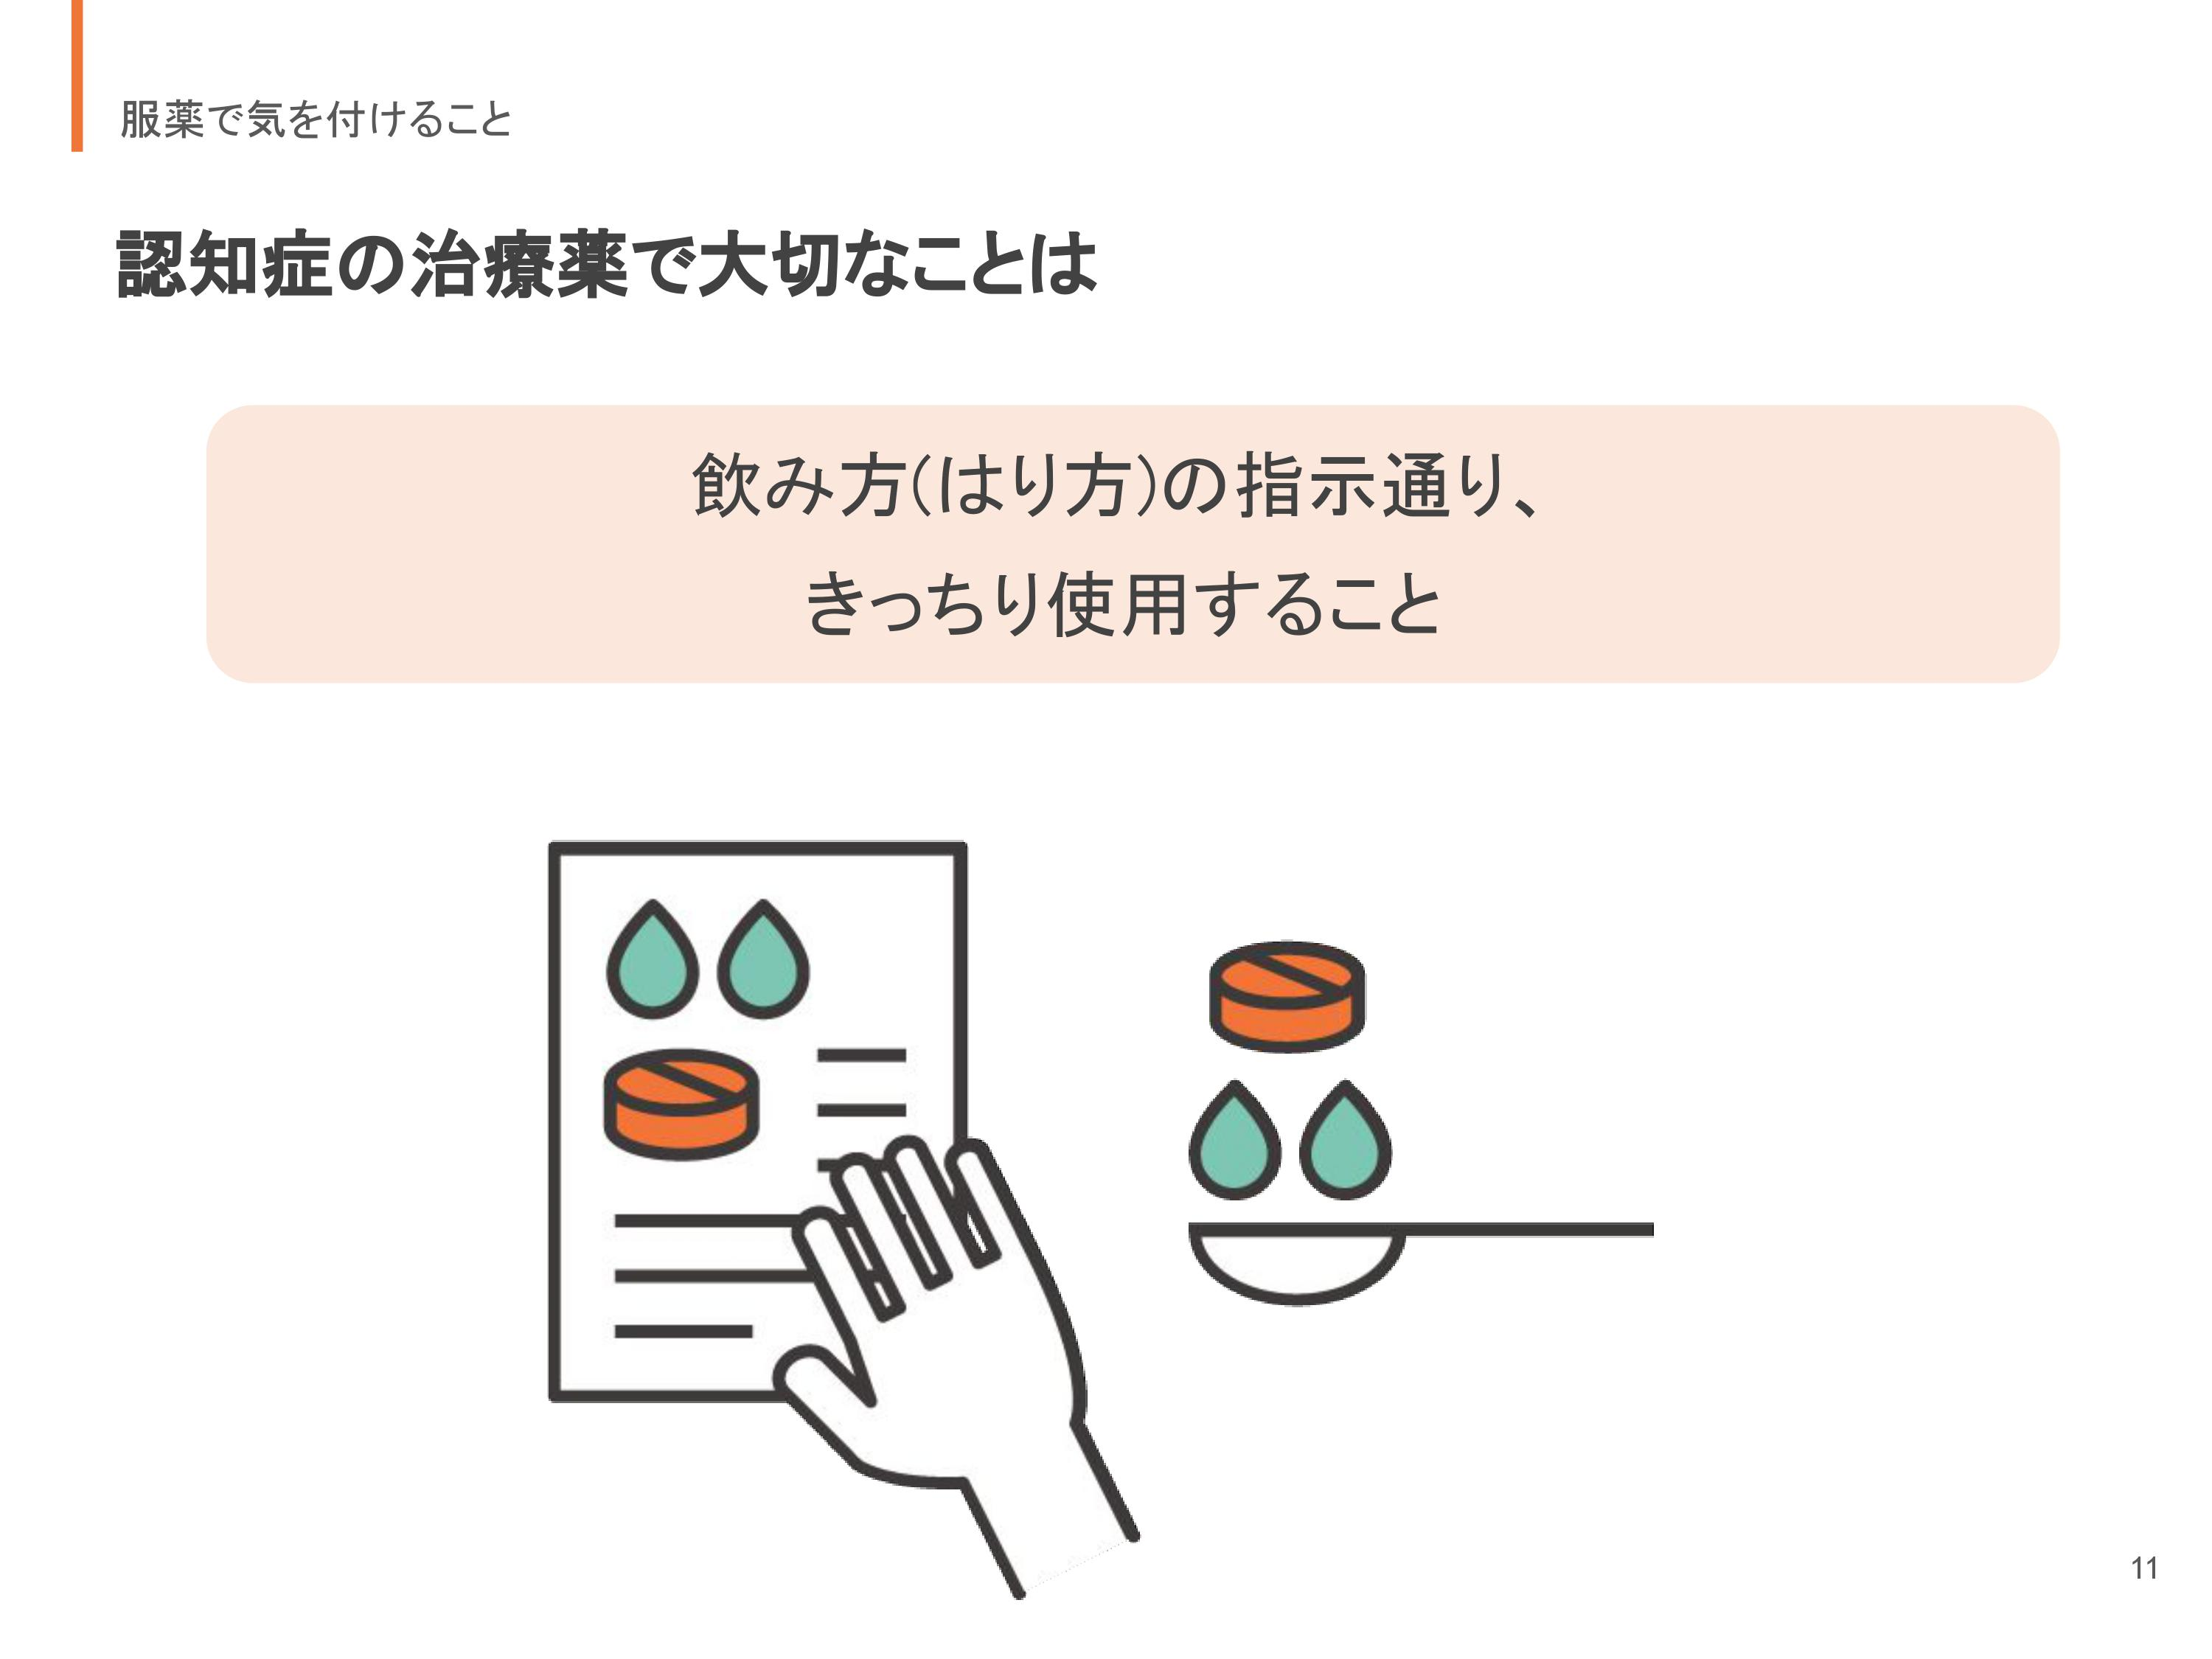 服薬で気を付けること
認知症の治療薬で大切なことは
飲み方(はり方)の指示通り、
きっちり使用すること
11